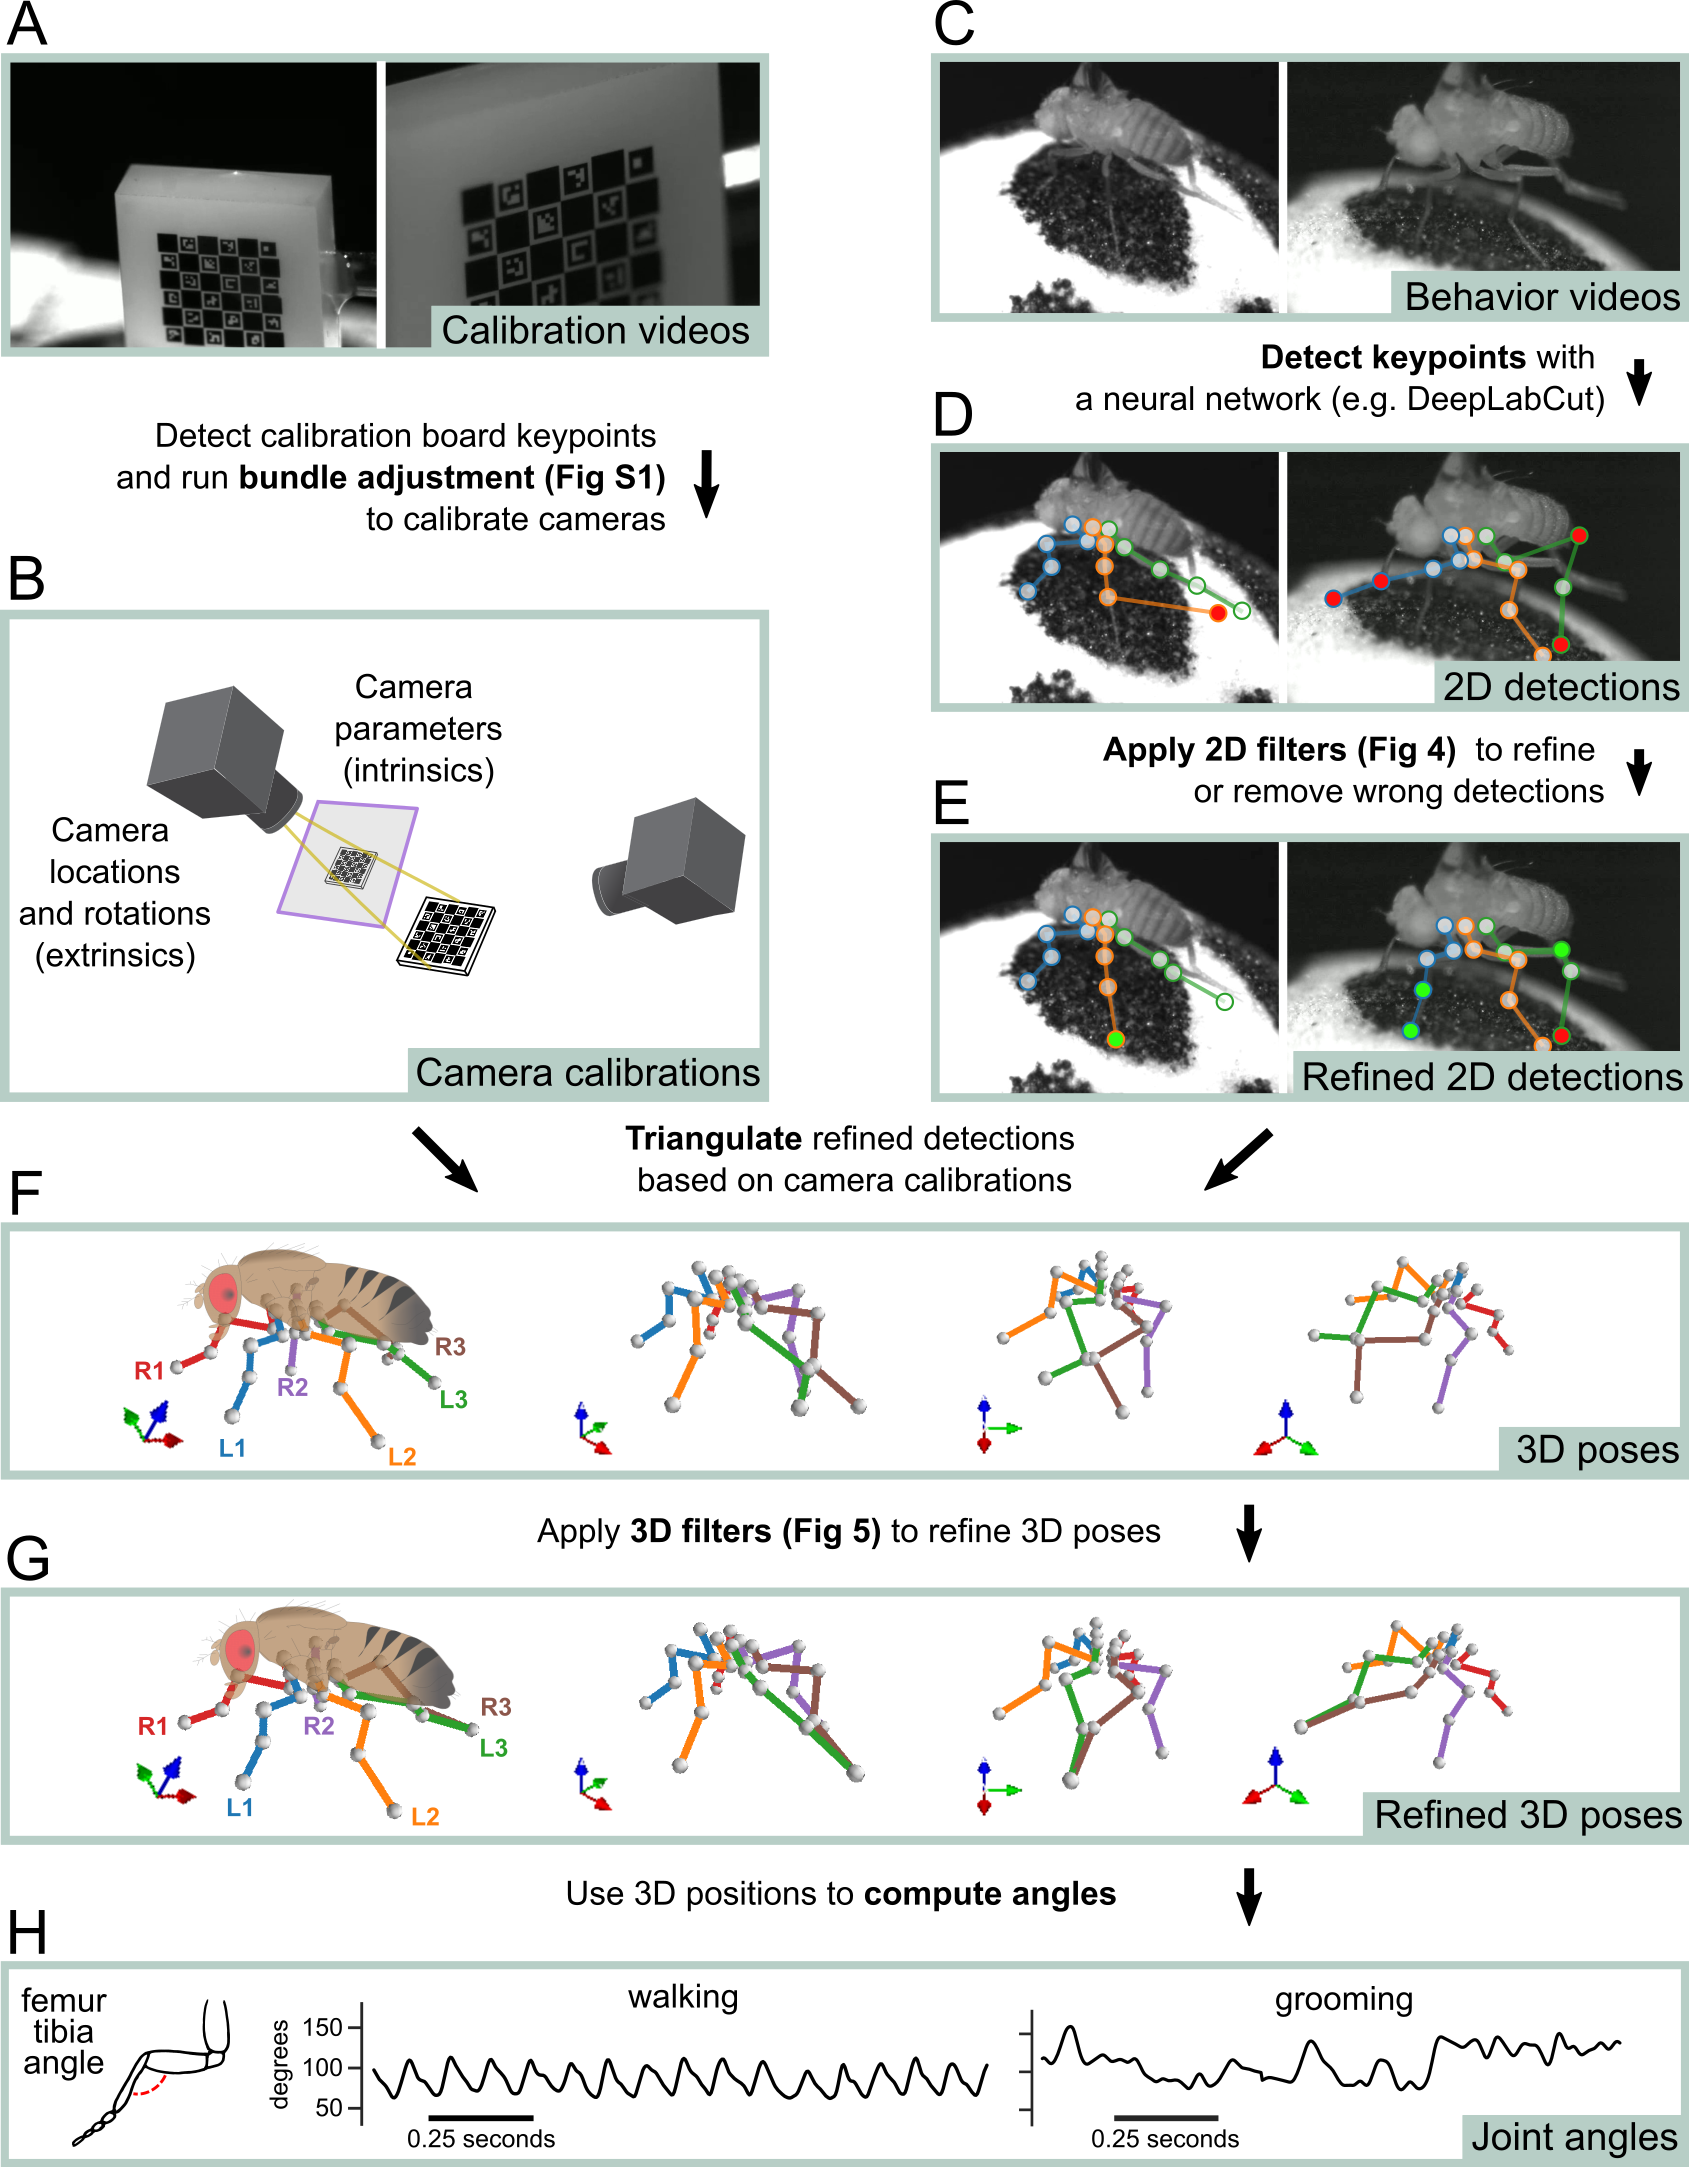 A
Calibration videos
Detect calibration board keypoints
and run bundle adjustment (Fig S1)
to calibrate cameras
B
Camera
parameters
(intrinsics)
Camera
locations
and rotations
(extrinsics)
Camera calibrations
C
Behavior videos
Detect keypoints with
a neural network (e.g. DeepLabCut)
D
2D detections
Apply 2D filters (Fig 4) to refine
or remove wrong detections
E
Refined 2D detections
Triangulate refined detections
based on camera calibrations
F
R1
R2
R3
L3
L1
L2
3D poses
Apply 3D filters (Fig 5) to refine 3D poses
G
R1
R2
R3
L3
L1
L2
Refined 3D poses
Use 3D positions to compute angles
H
femur
tibia
angle
degrees
150
100
50
walking
0.25 seconds
grooming
0.25 seconds
Joint angles